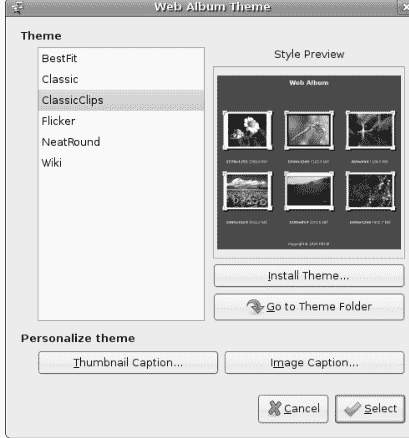 Web Album Theme
Theme
BestFit
Classic
ClassicClips
Flicker
NeatRound
Wiki
Style Preview
Web Album
Install Theme...
Go to Theme Folder
Personalize theme
Thumbnail Caption...
Image Caption...
Cancel
Select